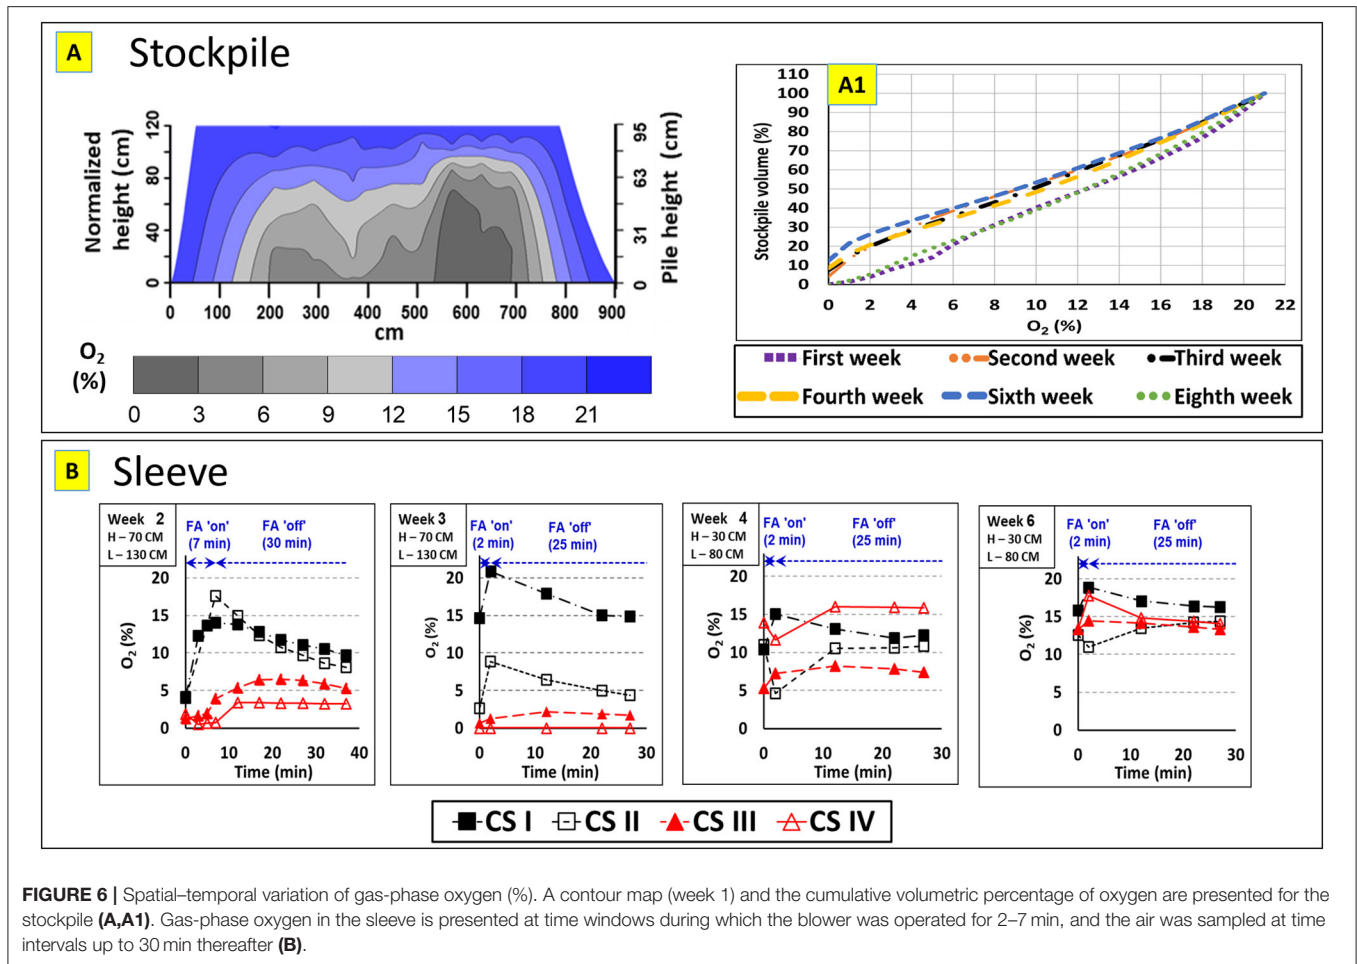 A Stockpile
Normalized
height (cm)
120
80
40
0
95
63
31
0
Pile height (cm)
0 100 200 300 400 500 600 700 800 900
cm
O2
(%)
0 3 6 9 12 15 18 21
A1
Stockpile volume (%)
110
100
90
80
70
60
50
40
30
20
10
0
0 2 4 6 8 10 12 14 16 18 20 22
O2 (%)
First week Second week Third week
Fourth week Sixth week Eighth week
B Sleeve
Week 2
H – 70 CM
L – 130 CM
FA 'on'
(7 min)
FA 'off'
(30 min)
O2 (%)
20
15
10
5
0
0 10 20 30 40
Time (min)
Week 3
H – 70 CM
L – 130 CM
FA 'on'
(2 min)
FA 'off'
(25 min)
O2 (%)
20
15
10
5
0
0 10 20 30
Time (min)
Week 4
H – 30 CM
L – 80 CM
FA 'on'
(2 min)
FA 'off'
(25 min)
O2 (%)
20
15
10
5
0
0 10 20 30
Time (min)
Week 6
H – 30 CM
L – 80 CM
FA 'on'
(2 min)
FA 'off'
(25 min)
O2 (%)
20
15
10
5
0
0 10 20 30
Time (min)
CS I CS II CS III CS IV
FIGURE 6 | Spatial–temporal variation of gas-phase oxygen (%). A contour map (week 1) and the cumulative volumetric percentage of oxygen are presented for the
stockpile (A,A1). Gas-phase oxygen in the sleeve is presented at time windows during which the blower was operated for 2–7 min, and the air was sampled at time
intervals up to 30 min thereafter (B).